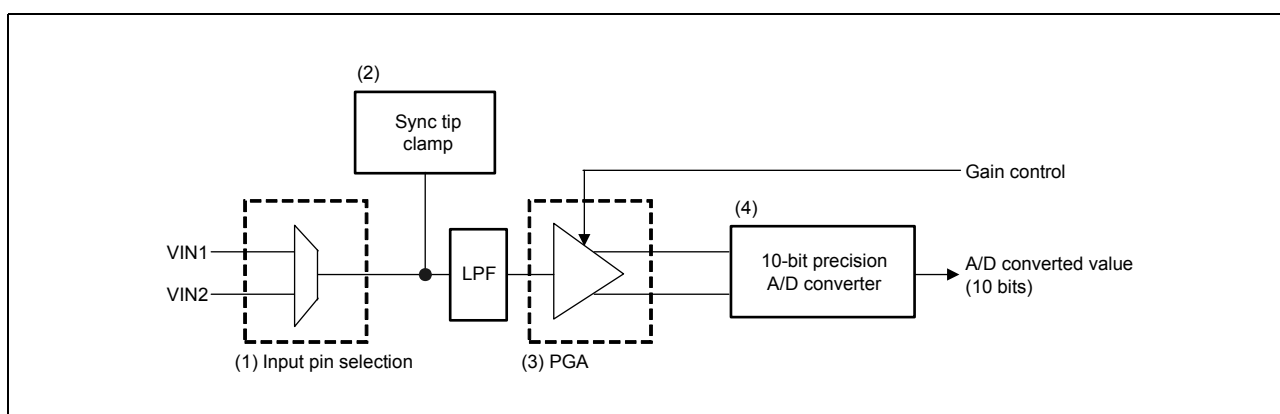 (2)
Sync tip
clamp
Gain control
(4)
VIN1
VIN2
LPF
10-bit precision
A/D converter
A/D converted value
(10 bits)
(1) Input pin selection
(3) PGA